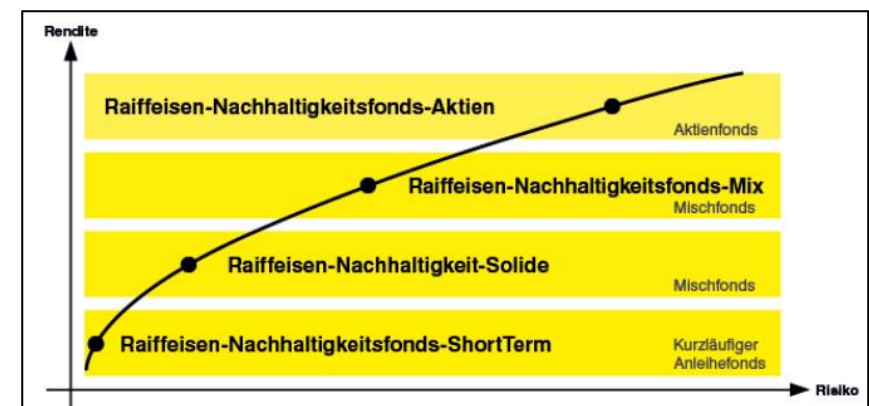 Rendite
Raiffeisen-Nachhaltigkeitsfonds-Aktien
Aktienfonds
Raiffeisen-Nachhaltigkeitsfonds-Mix
Mischfonds
Raiffeisen-Nachhaltigkeit-Solide
Mischfonds
Raiffeisen-Nachhaltigkeitsfonds-ShortTerm
Kurzläufiger
Anleihefonds
Risiko